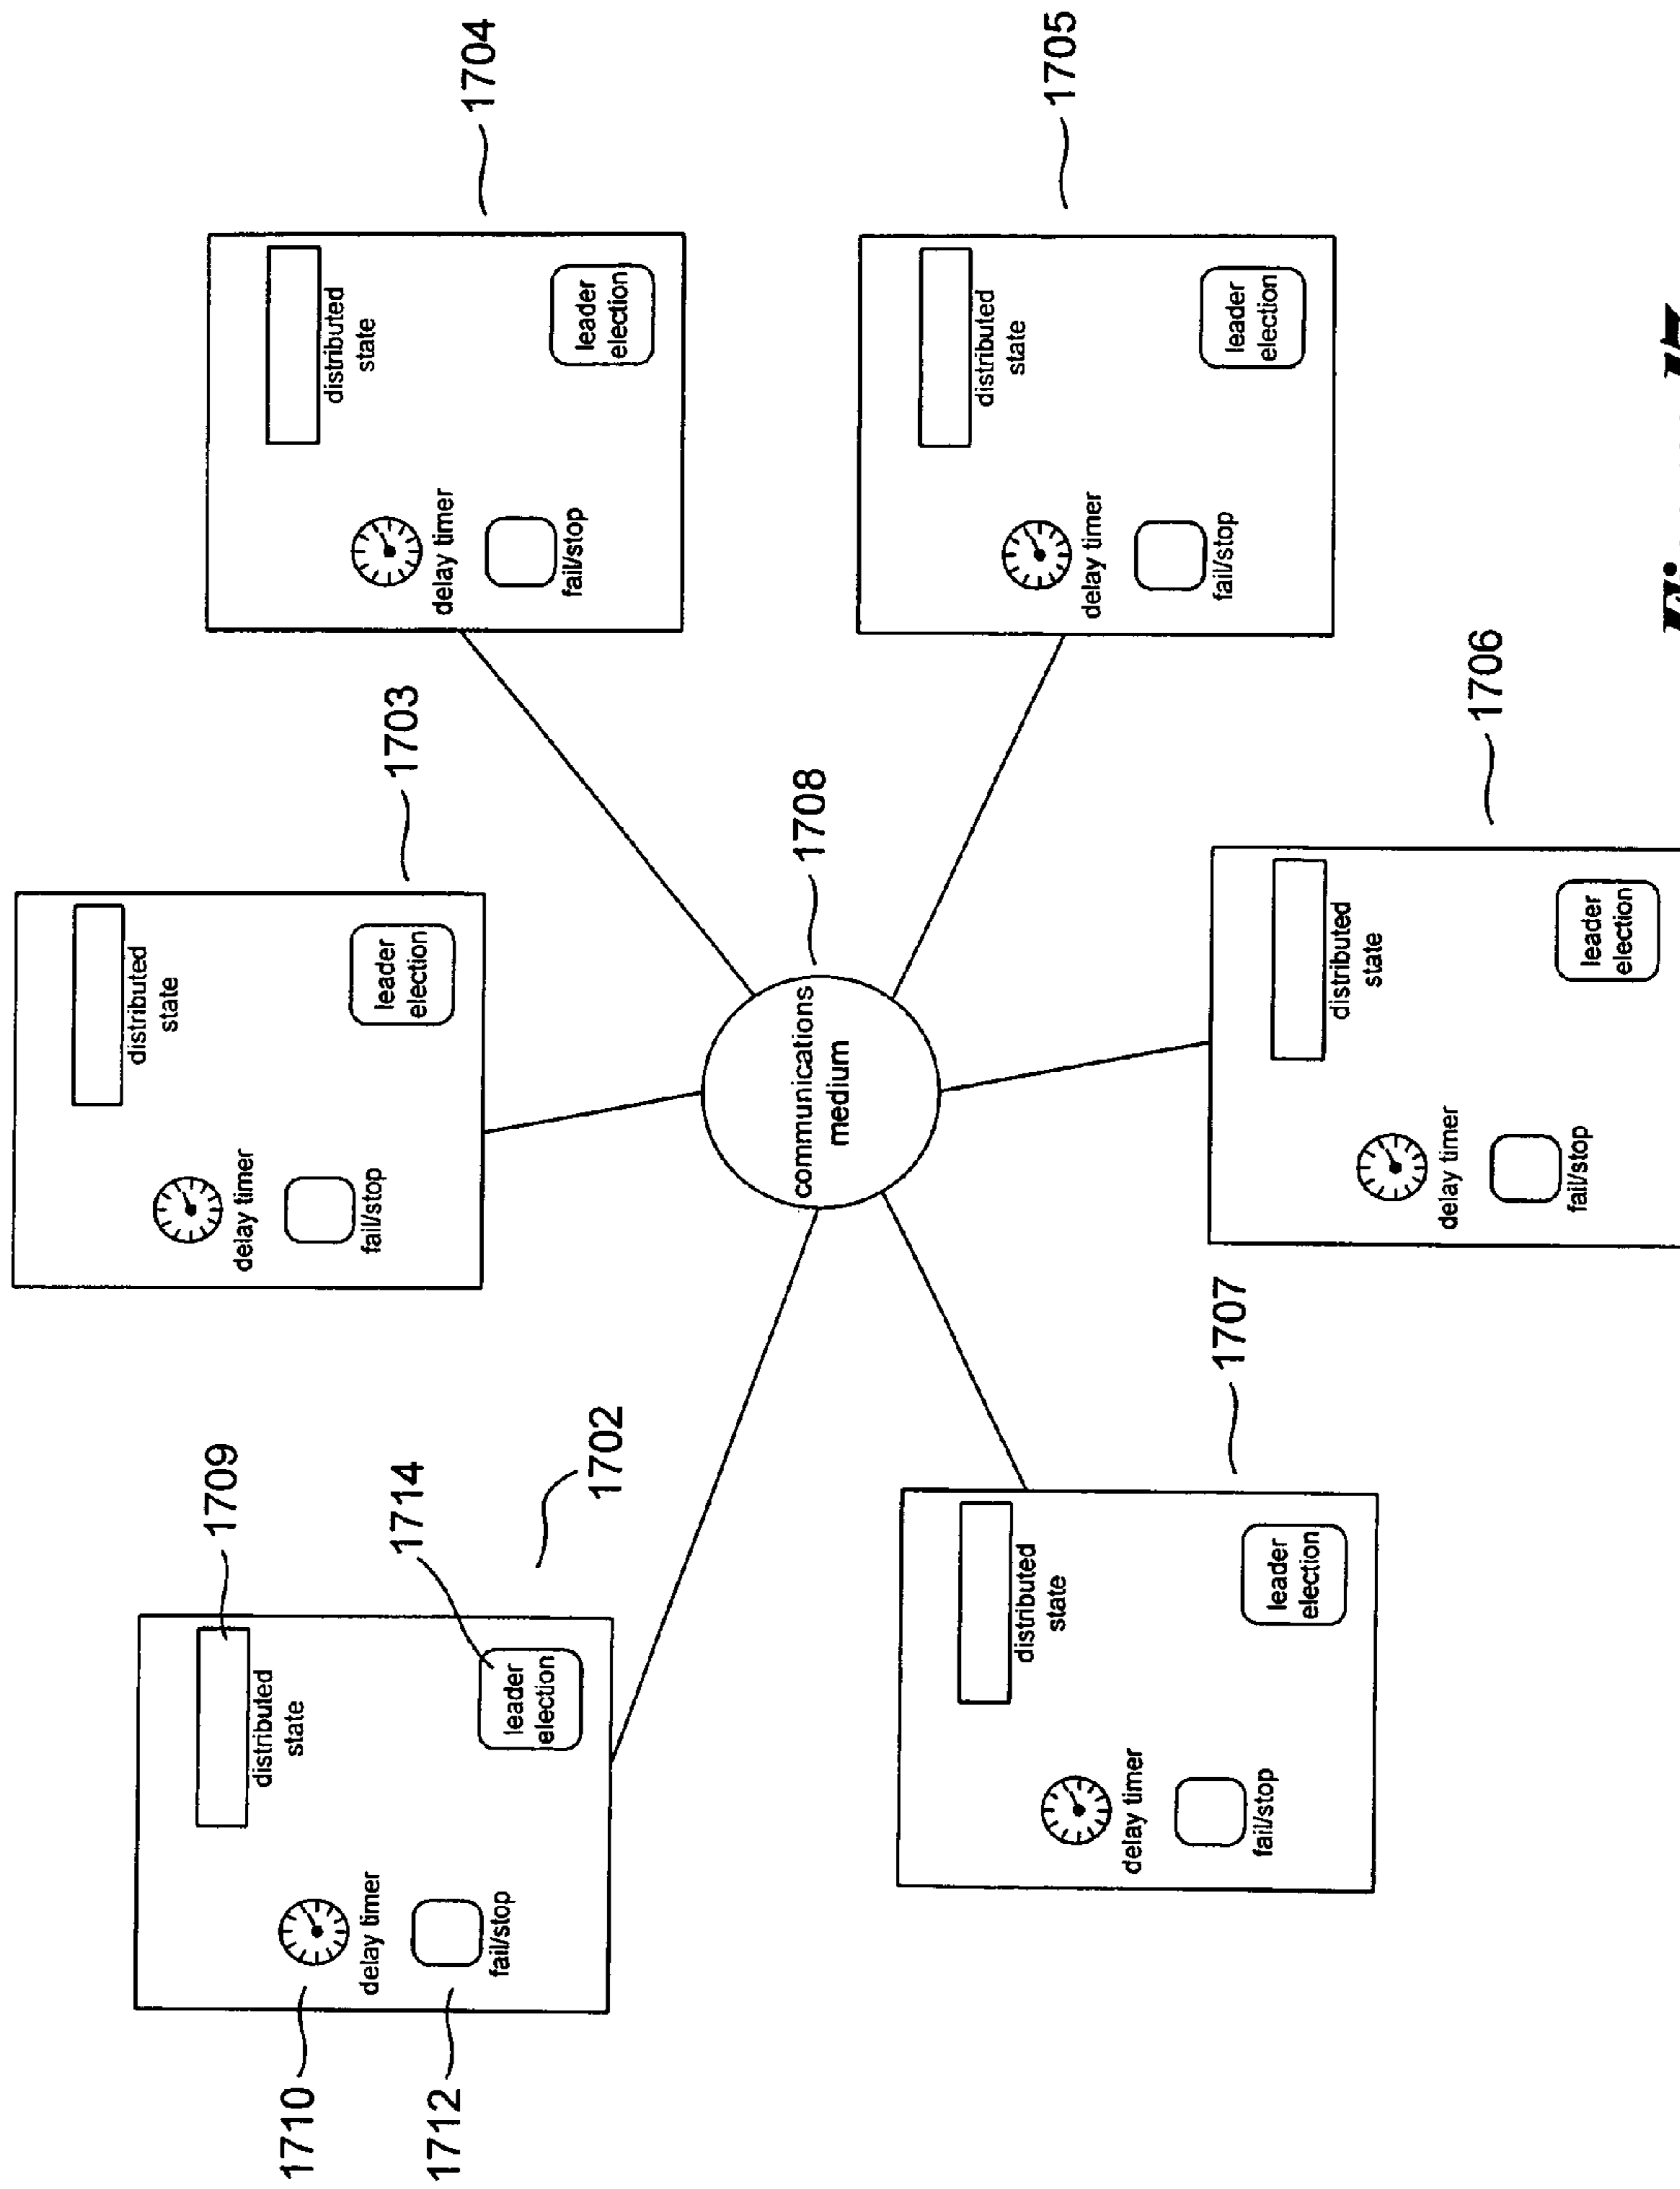 1709
distributed
state
1710
delay timer
1712
fail/stop
1714
leader
election
1702
distributed
state
delay timer
fail/stop
leader
election
1703
distributed
state
delay timer
fail/stop
leader
election
1704
communications
medium
1708
distributed
state
delay timer
fail/stop
leader
election
1707
distributed
state
delay timer
fail/stop
leader
election
1706
distributed
state
delay timer
fail/stop
leader
election
1705